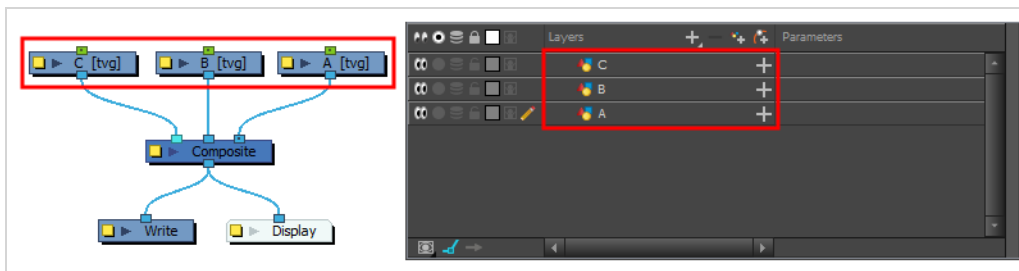 C [tvg] B [tvg] A [tvg]
Composite
Write Display
Layers Parameters
C
B
A